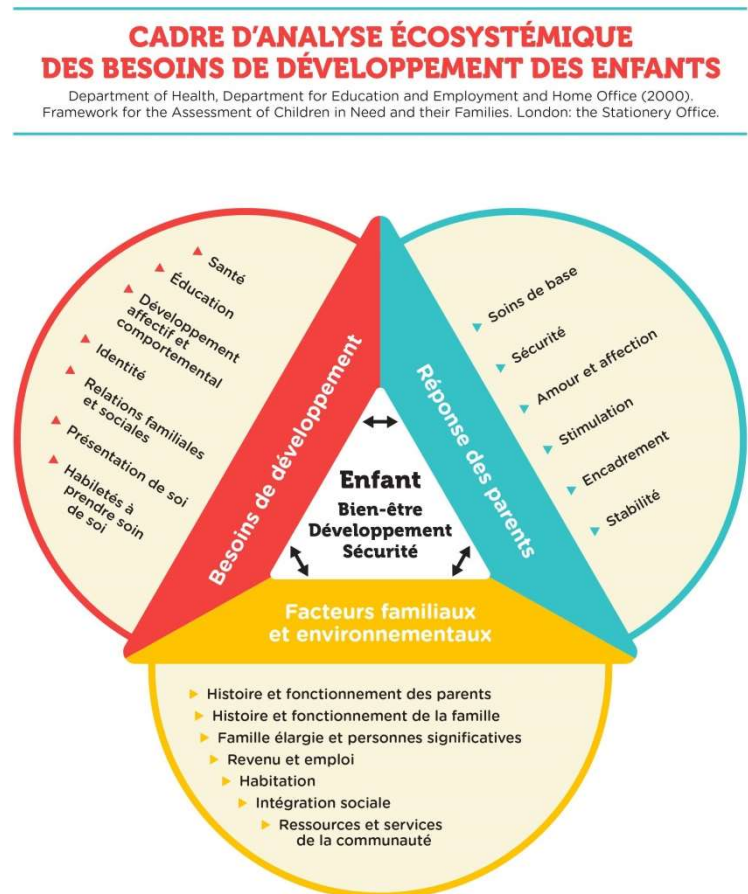 CADRE D'ANALYSE ÉCOSYSTÉMIQUE
DES BESOINS DE DÉVELOPPEMENT DES ENFANTS
Department of Health, Department for Education and Employment and Home Office (2000).
Framework for the Assessment of Children in Need and their Families. London: the Stationery Office.
Santé
Éducation
Développement
affectif et
comportemental
Identité
Relations familiales
et sociales
Présentation de soi
Habiletés à
prendre soin
de soi
Besoins de développement
Réponse des parents
Soins de base
Sécurité
Amour et affection
Stimulation
Encadrement
Stabilité
Enfant
Bien-être
Développement
Sécurité
Facteurs familiaux
et environnementaux
Histoire et fonctionnement des parents
Histoire et fonctionnement de la famille
Famille élargie et personnes significatives
Revenu et emploi
Habitation
Intégration sociale
Ressources et services
de la communauté